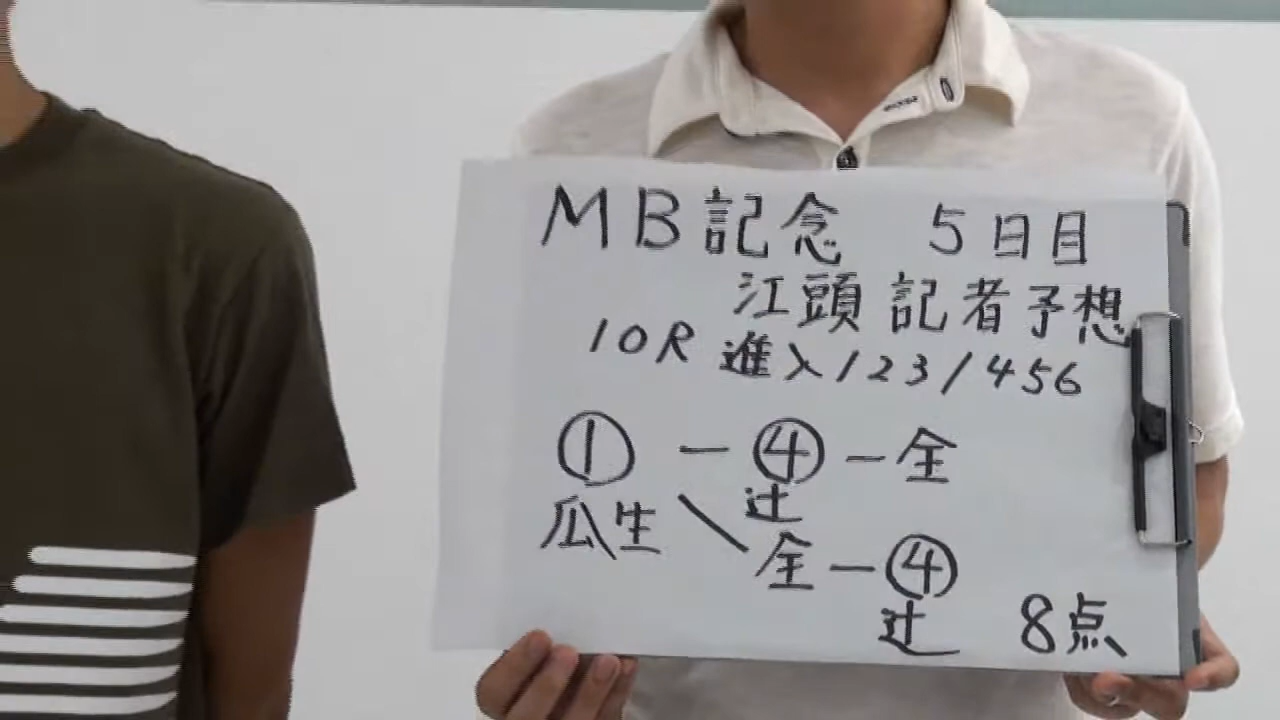 MB記念 5日目
江頭記者予想
10R 進入123/456
① － ④ － 全
瓜生 ＼ 辻
全 － ④
辻 8点